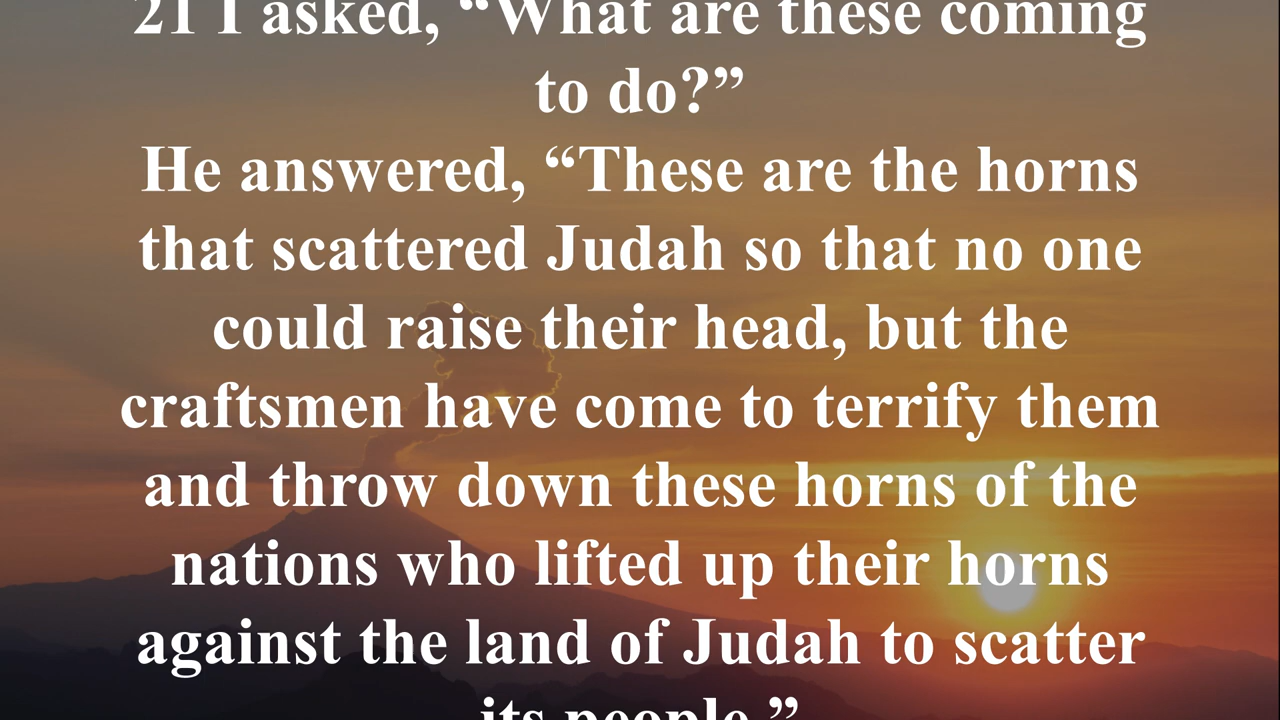 21 I asked, “What are these coming
to do?”
He answered, “These are the horns
that scattered Judah so that no one
could raise their head, but the
craftsmen have come to terrify them
and throw down these horns of the
nations who lifted up their horns
against the land of Judah to scatter
its people.”